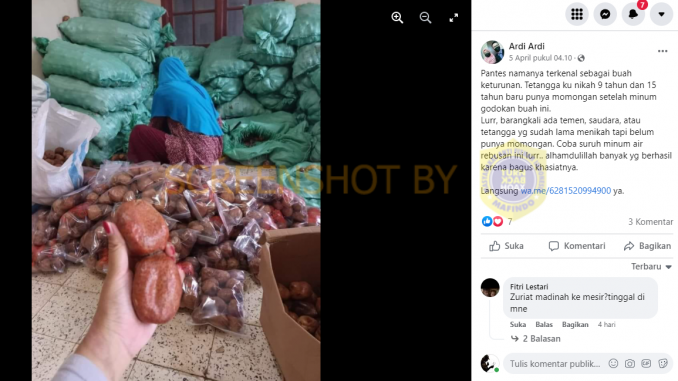 7
Ardi Ardi
5 April pukul 04.10 ·
Pantes namanya terkenal sebagai buah
keturunan. Tetangga ku nikah 9 tahun dan 15
tahun baru punya momongan setelah minum
godokan buah ini.
Lurr, barangkali ada temen, saudara, atau
tetangga yg sudah lama menikah tapi belum
punya momongan. Coba suruh minum air
rebusan ini lurr.. alhamdulillah banyak yg berhasil
karena bagus khasiatnya.
Langsung wa.me/6281520994900 ya.
SCREENSHOT BY
MAFINDO
7 3 Komentar
Suka Komentari Bagikan
Terbaru
Fitri Lestari
Zuriat madinah ke mesir?tinggal di
mne
Suka Balas Bagikan 4 hari
2 Balasan
Tulis komentar publik...